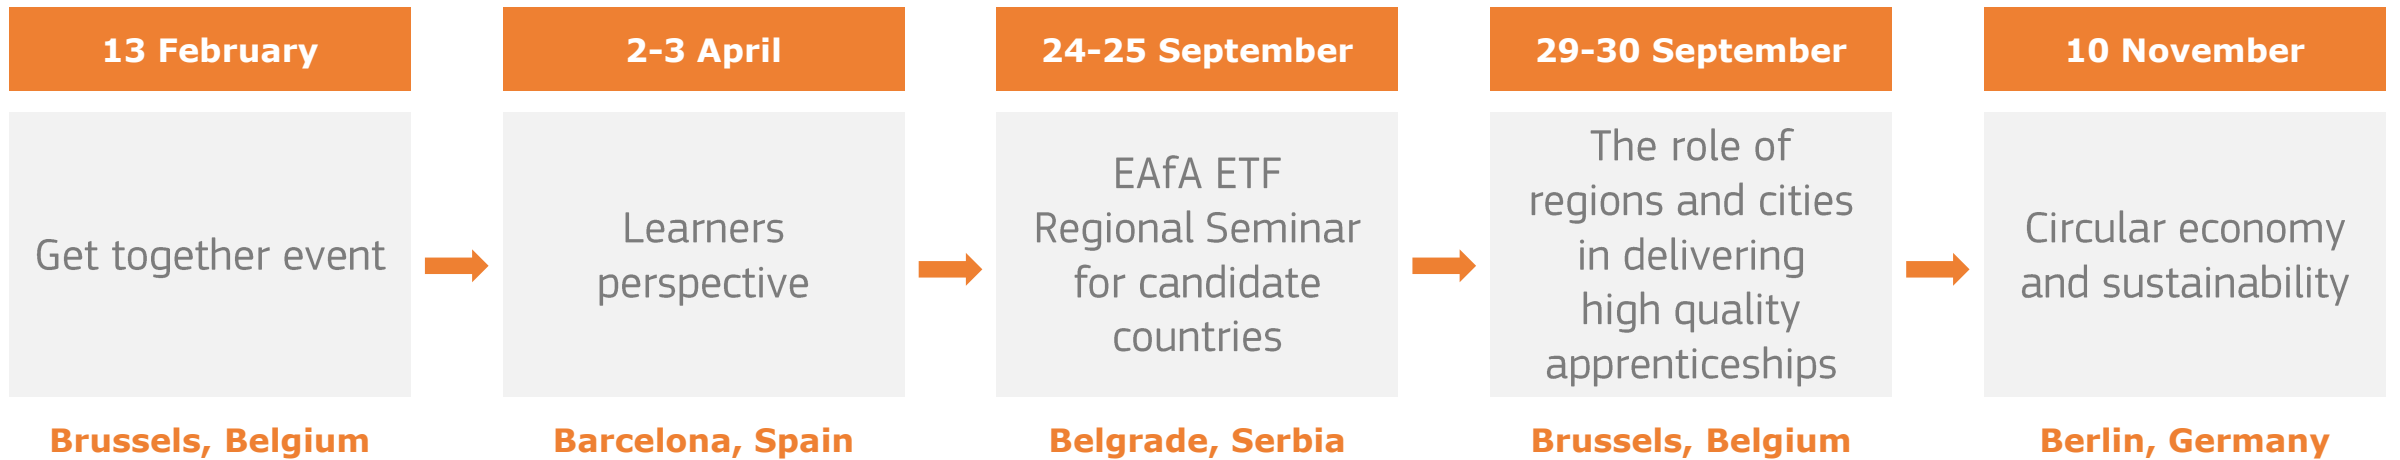 13 February
Get together event
Brussels, Belgium
2-3 April
Learners
perspective
Barcelona, Spain
24-25 September
EAfA ETF
Regional Seminar
for candidate
countries
Belgrade, Serbia
29-30 September
The role of
regions and cities
in delivering
high quality
apprenticeships
Brussels, Belgium
10 November
Circular economy
and sustainability
Berlin, Germany